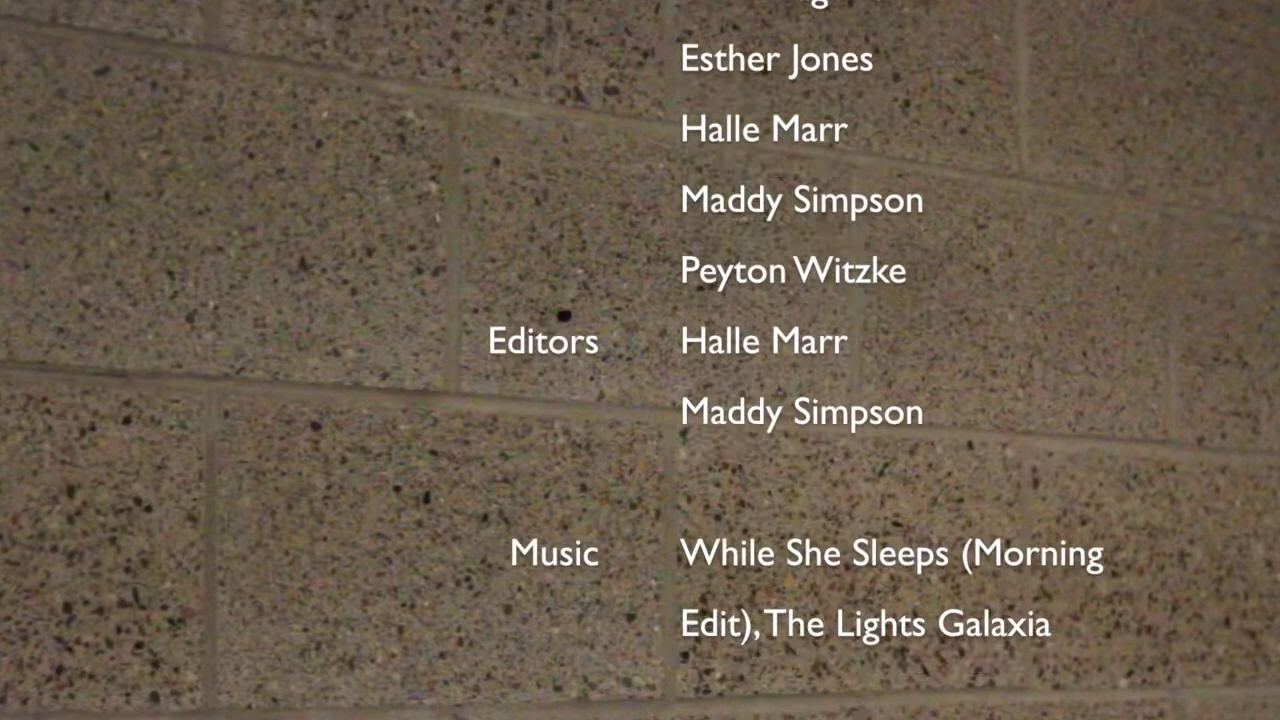 Esther Jones
Halle Marr
Maddy Simpson
Peyton Witzke
Editors Halle Marr
Maddy Simpson
Music While She Sleeps (Morning
Edit), The Lights Galaxia